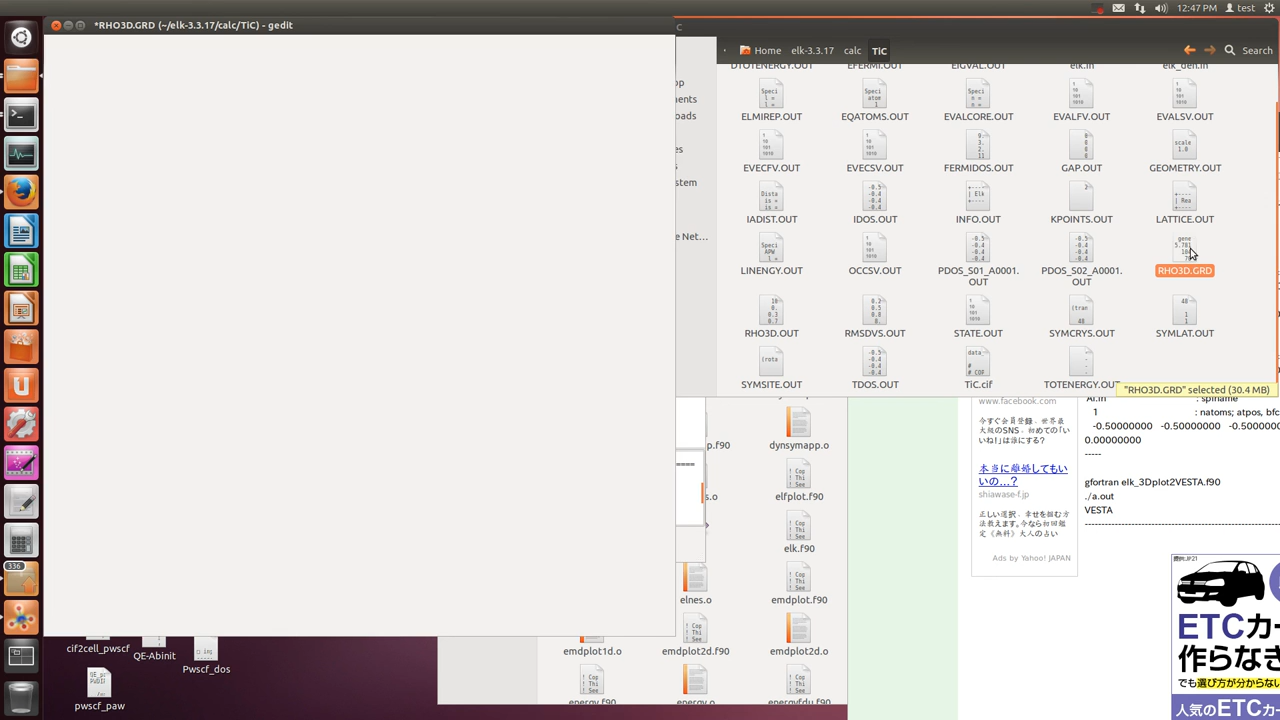 *RHO3D.GRD (~/elk-3.3.17/calc/TiC) - gedit
12:47 PM
test
C
Home
elk-3.3.17
calc
TiC
Search
DTOTENERGY.OUT
EFERMI.OUT
EIGVAL.OUT
elk.in
elk_den.in
ELMIREP.OUT
EQATOMS.OUT
EVALCORE.OUT
EVALFV.OUT
EVALSV.OUT
EVECFV.OUT
EVECSV.OUT
FERMIDOS.OUT
GAP.OUT
GEOMETRY.OUT
IADIST.OUT
IDOS.OUT
INFO.OUT
KPOINTS.OUT
LATTICE.OUT
LINENGY.OUT
OCCSV.OUT
PDOS_S01_A0001.
OUT
PDOS_S02_A0001.
OUT
RHO3D.GRD
RHO3D.OUT
RMSDVS.OUT
STATE.OUT
SYMCRYS.OUT
SYMLAT.OUT
SYMSITE.OUT
TDOS.OUT
TiC.cif
TOTENERGY.OUT
"RHO3D.GRD" selected (30.4 MB)
op
ments
oads
es
s
stem
e Net...
p.f90
dynsymapp.o
====
s.o
elfplot.f90
elk.f90
elnes.o
emdplot.f90
emdplot1d.o
emdplot2d.f90
emdplot2d.o
energy.f90
energy.o
energyfdu.f90
www.facebook.com
今すぐ会員登録。世界最
大級のSNS。初めての「い
いね!」は誰にする?
本当に離婚してもい
いの…?
shiawase-f.jp
正しい選択。幸せを掴む方
法教えます。今なら初回鑑
定《無料》大人の占い
Ads by Yahoo! JAPAN
Al.in : spfname
1 : natoms; atpos, bfc
-0.50000000 -0.50000000 -0.50000000
0.00000000
-----
gfortran elk_3Dplot2VESTA.f90
./a.out
VESTA
ETCカー
作らなき
でも選び方が分からない
人気のETCカー
336
cif2cell_pwscf
QE-Abinit
Pwscf_dos
pwscf_paw